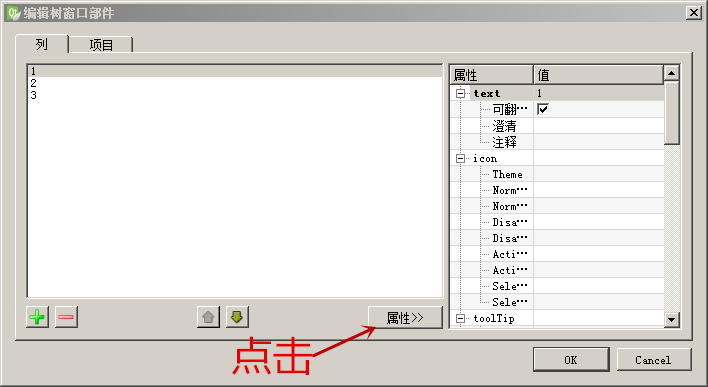 编辑树窗口部件
列 项目
1
2
3
属性 值
text 1
可翻…
澄清
注释
icon
Theme
Norm…
Norm…
Disa…
Disa…
Acti…
Acti…
Sele…
Sele…
toolTip
属性>>
点击
OK Cancel